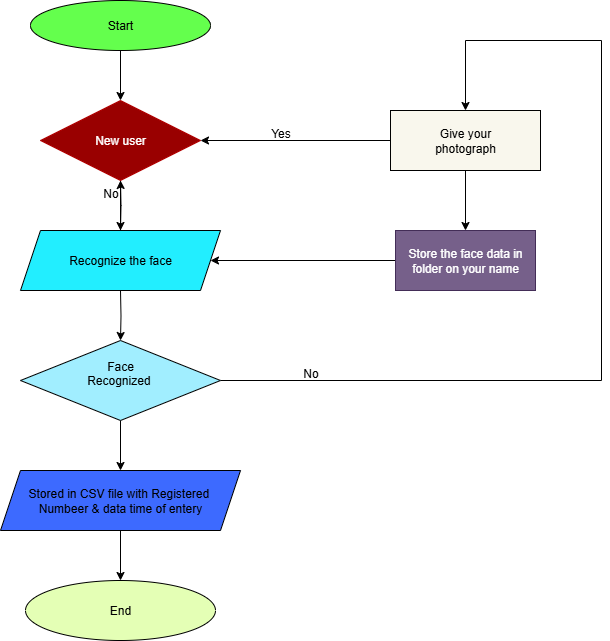 Start
New user
Yes
Give your
photograph
No
Recognize the face
Store the face data in
folder on your name
Face
Recognized
No
Stored in CSV file with Registered
Numbeer & data time of entery
End